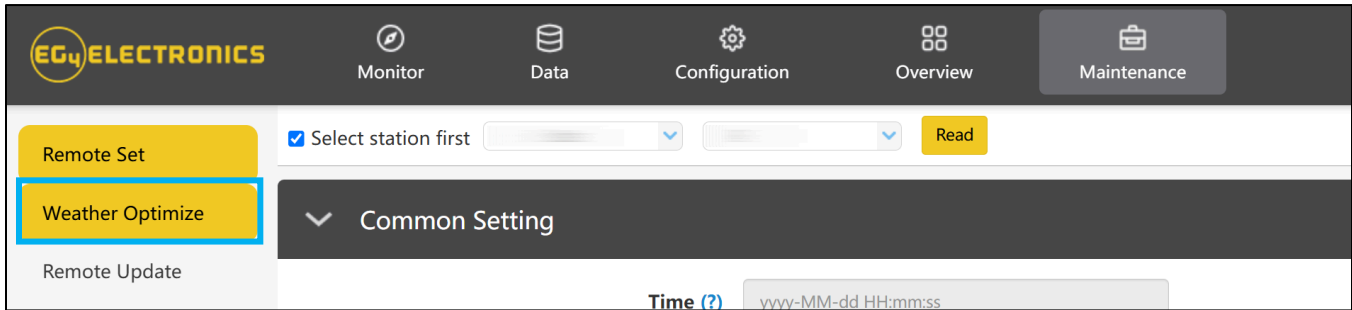 EG4 ELECTRONICS
Monitor
Data
Configuration
Overview
Maintenance
Remote Set
Weather Optimize
Remote Update
Select station first
Read
Common Setting
Time (?)
yyyy-MM-dd HH:mm:ss